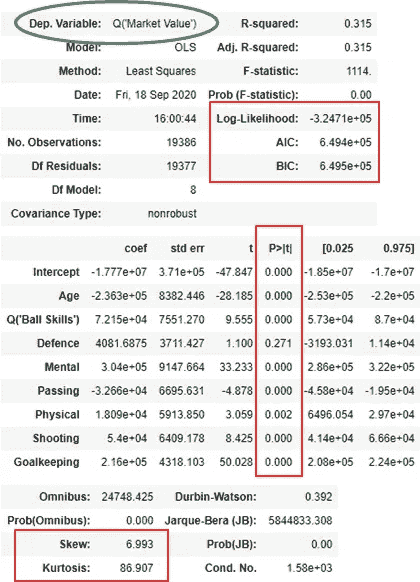 Dep. Variable: Q('Market Value') R-squared: 0.315
Model: OLS Adj. R-squared: 0.315
Method: Least Squares F-statistic: 1114.
Date: Fri, 18 Sep 2020 Prob (F-statistic): 0.00
Time: 16:00:44 Log-Likelihood: -3.2471e+05
No. Observations: 19386 AIC: 6.494e+05
Df Residuals: 19377 BIC: 6.495e+05
Df Model: 8
Covariance Type: nonrobust
coef std err t P>|t| [0.025 0.975]
Intercept -1.777e+07 3.71e+05 -47.847 0.000 -1.85e+07 -1.7e+07
Age -2.363e+05 8382.446 -28.185 0.000 -2.53e+05 -2.2e+05
Q('Ball Skills') 7.215e+04 7551.270 9.555 0.000 5.73e+04 8.7e+04
Defence 4081.6875 3711.427 1.100 0.271 -3193.031 1.14e+04
Mental 3.04e+05 9147.664 33.233 0.000 2.86e+05 3.22e+05
Passing -3.266e+04 6695.631 -4.878 0.000 -4.58e+04 -1.95e+04
Physical 1.809e+04 5913.850 3.059 0.002 6496.054 2.97e+04
Shooting 5.4e+04 6409.178 8.425 0.000 4.14e+04 6.66e+04
Goalkeeping 2.16e+05 4318.103 50.028 0.000 2.08e+05 2.24e+05
Omnibus: 24748.425 Durbin-Watson: 0.392
Prob(Omnibus): 0.000 Jarque-Bera (JB): 5844833.308
Skew: 6.993 Prob(JB): 0.00
Kurtosis: 86.907 Cond. No. 1.58e+03